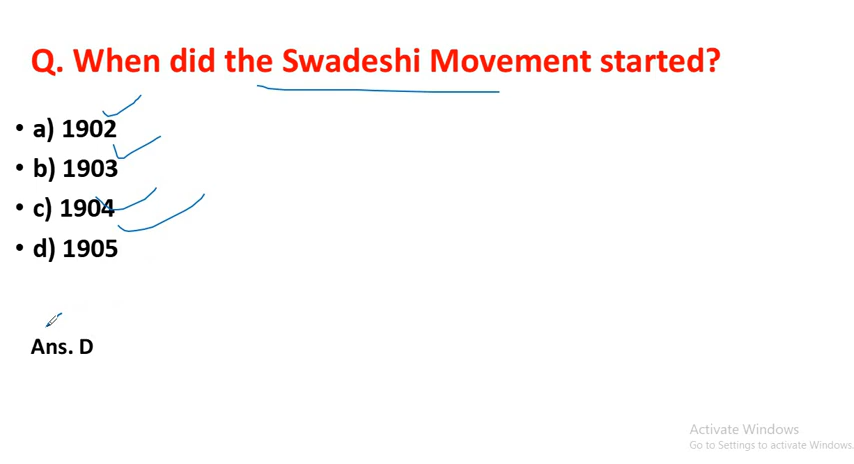 Q. When did the Swadeshi Movement started?
• a) 1902
• b) 1903
• c) 1904
• d) 1905
Ans. D
Activate Windows
Go to Settings to activate Windows.